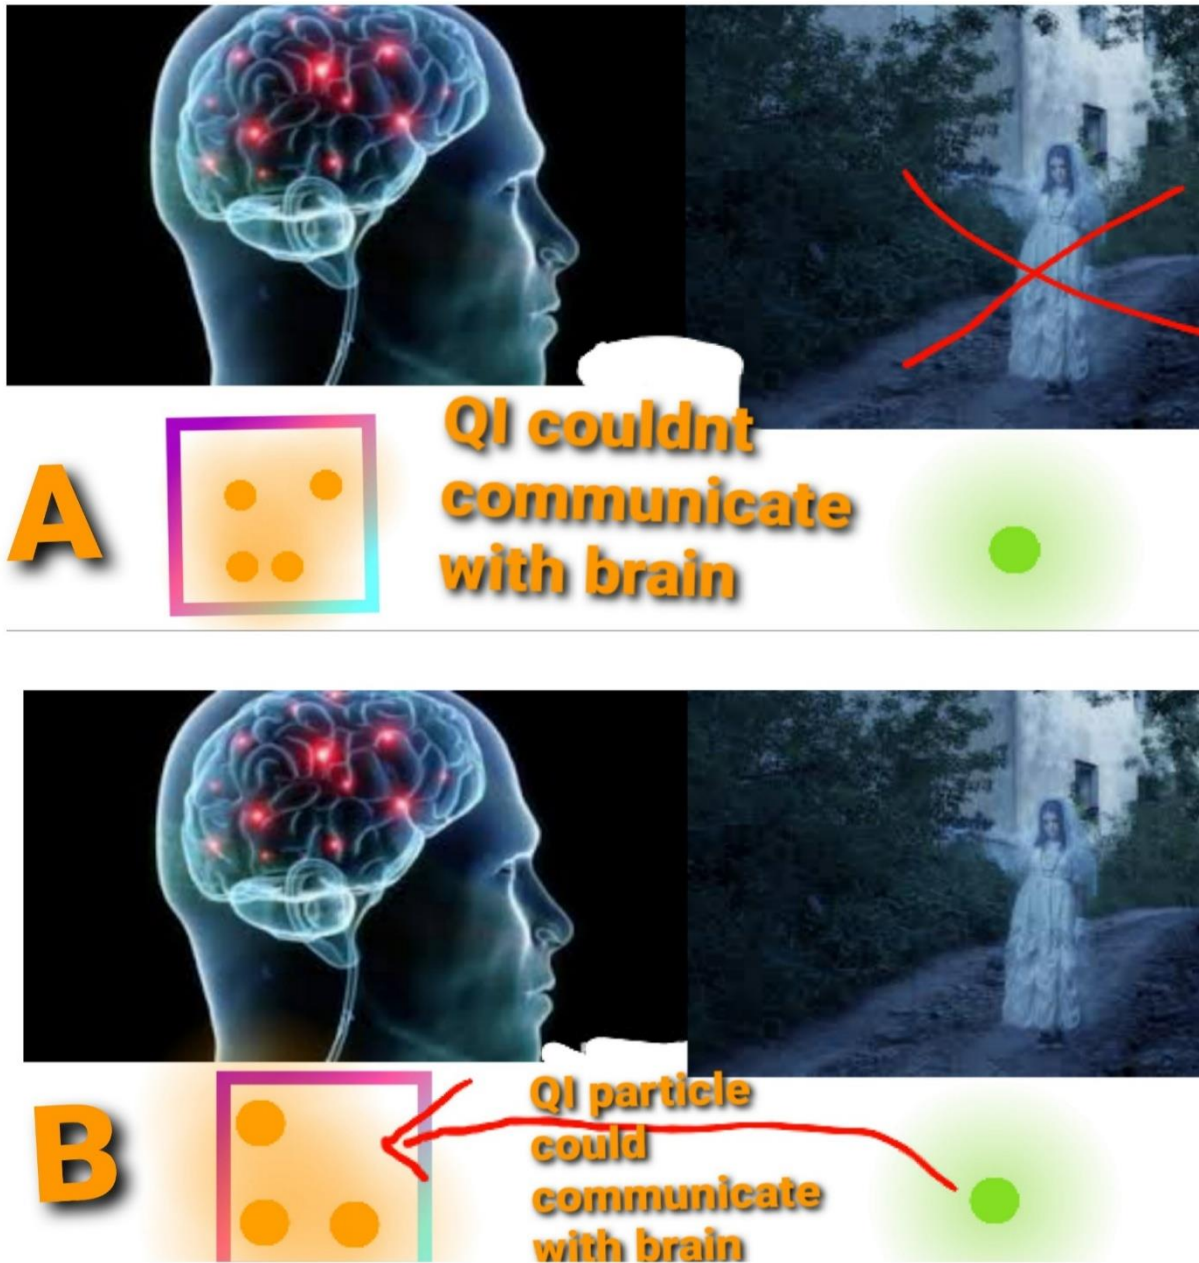 QI couldnt
A
communicate
with brain
QI particle
B
could
communicate
with brain